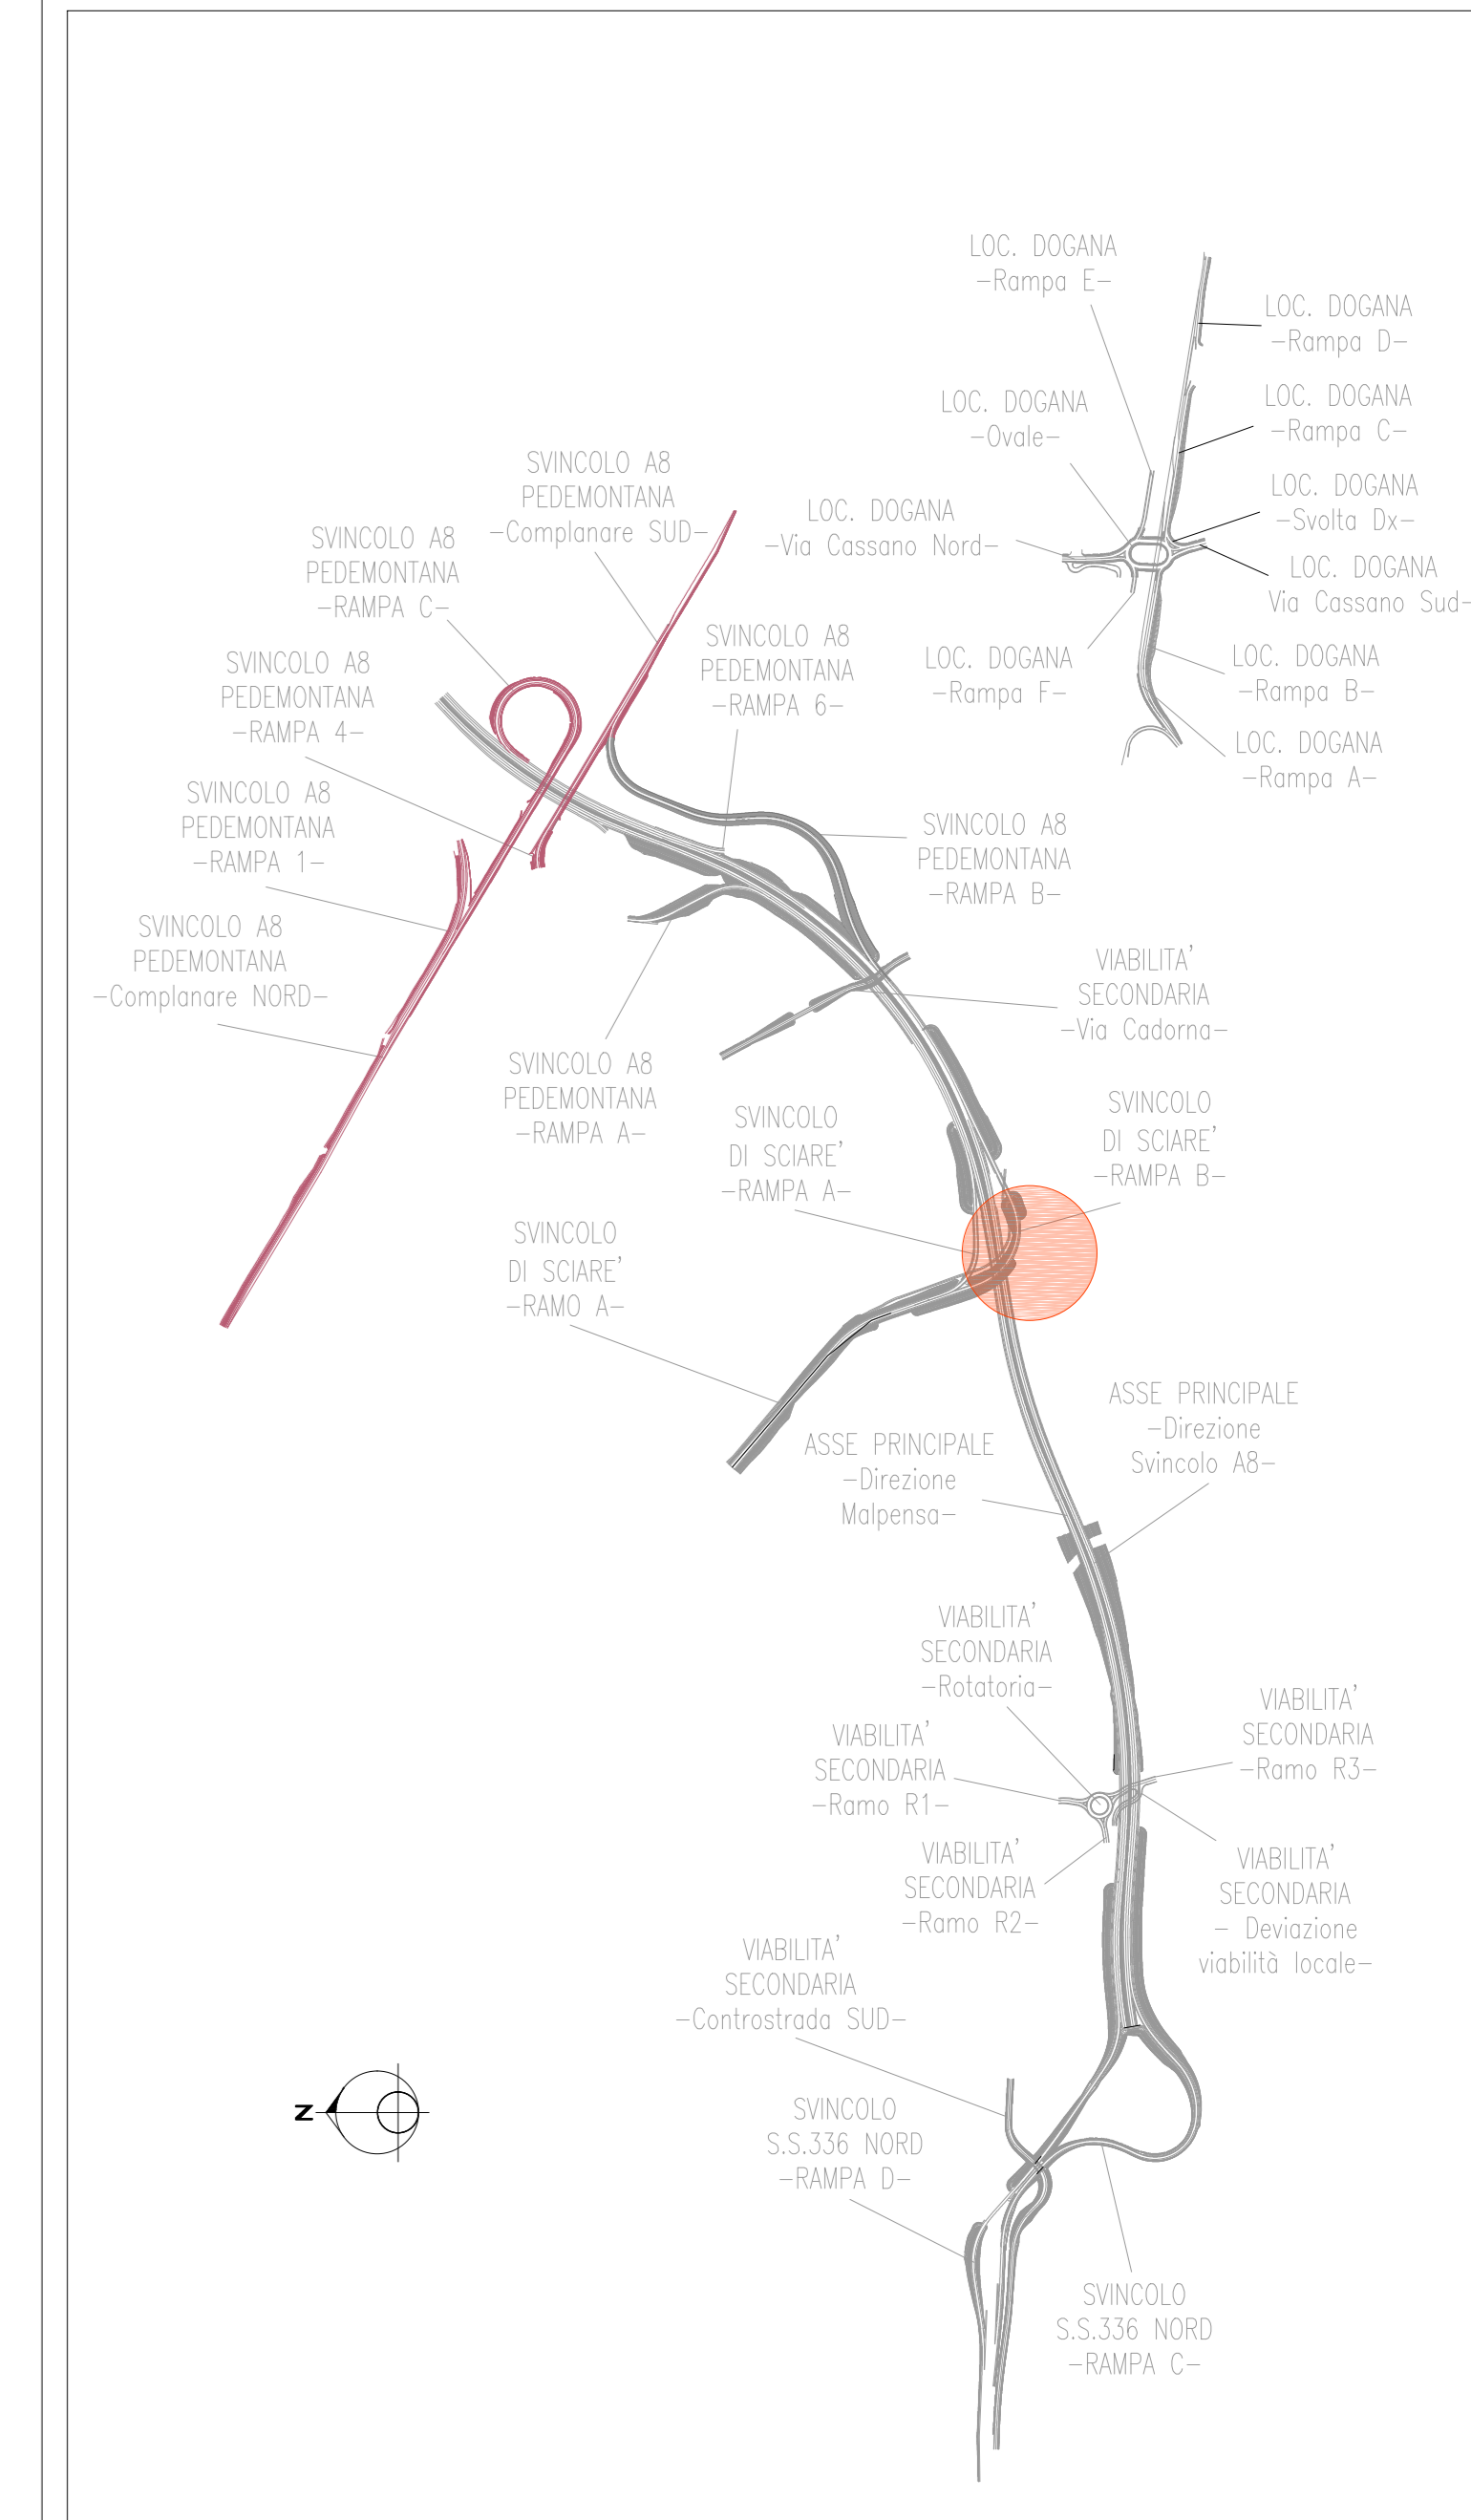 LOC. DOGANA
-Rampa E-
LOC. DOGANA
-Rampa D-
LOC. DOGANA
-Ovale-
LOC. DOGANA
-Rampa C-
SVINCOLO A8
PEDEMONTANA
-Complanare SUD-
LOC. DOGANA
-Via Cassano Nord-
LOC. DOGANA
-Svolta Dx-
SVINCOLO A8
PEDEMONTANA
-RAMPA C-
LOC. DOGANA
Via Cassano Sud-
SVINCOLO A8
PEDEMONTANA
-RAMPA 6-
LOC. DOGANA
-Rampa F-
LOC. DOGANA
-Rampa B-
SVINCOLO A8
PEDEMONTANA
-RAMPA 4-
LOC. DOGANA
-Rampa A-
SVINCOLO A8
PEDEMONTANA
-RAMPA 1-
SVINCOLO A8
PEDEMONTANA
-RAMPA B-
SVINCOLO A8
PEDEMONTANA
-Complanare NORD-
VIABILITA'
SECONDARIA
-Via Cadorna-
SVINCOLO A8
PEDEMONTANA
-RAMPA A-
SVINCOLO
DI SCIARE'
-RAMPA A-
SVINCOLO
DI SCIARE'
-RAMPA B-
SVINCOLO
DI SCIARE'
-RAMO A-
ASSE PRINCIPALE
-Direzione
Svincolo A8-
ASSE PRINCIPALE
-Direzione
Malpensa-
VIABILITA'
SECONDARIA
-Rotatoria-
VIABILITA'
SECONDARIA
-Ramo R3-
VIABILITA'
SECONDARIA
-Ramo R1-
VIABILITA'
SECONDARIA
-Ramo R2-
VIABILITA'
SECONDARIA
- Deviazione
viabilità locale-
VIABILITA'
SECONDARIA
-Controstrada SUD-
N
SVINCOLO
S.S.336 NORD
-RAMPA D-
SVINCOLO
S.S.336 NORD
-RAMPA C-